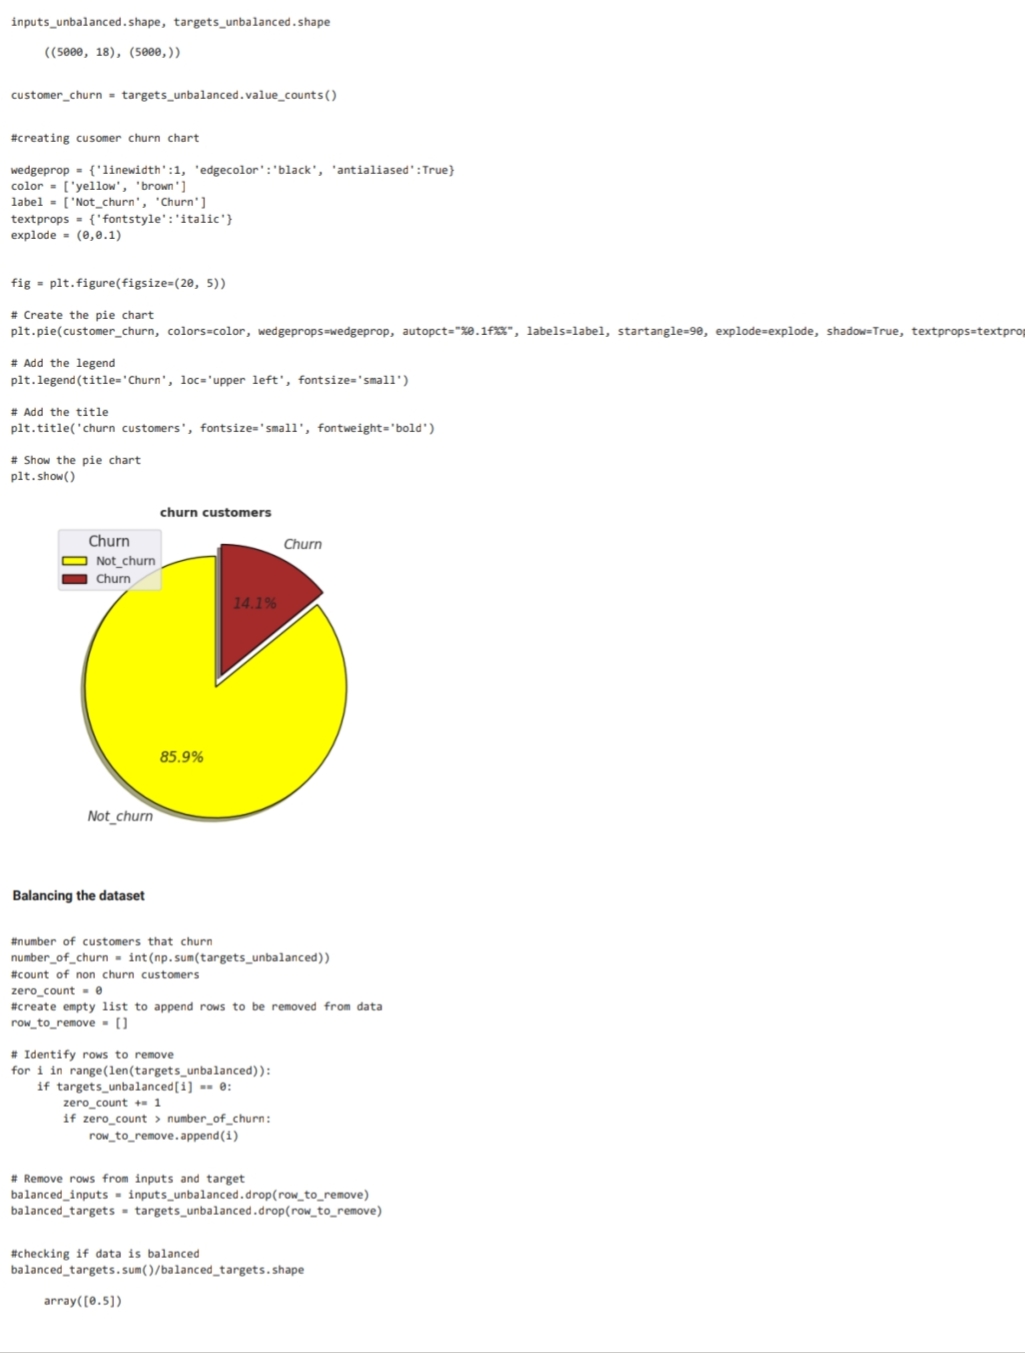 inputs_unbalanced.shape, targets_unbalanced.shape
((5000, 18), (5000,))
customer_churn = targets_unbalanced.value_counts()
#creating cusomer churn chart
wedgeprop = {'linewidth':1, 'edgecolor':'black', 'antialiased':True}
color = ['yellow', 'brown']
label = ['Not_churn', 'Churn']
textprops = {'fontstyle':'italic'}
explode = (0,0.1)
fig = plt.figure(figsize=(20, 5))
# Create the pie chart
plt.pie(customer_churn, colors=color, wedgeprops=wedgeprop, autopct="%0.1f%%", labels=label, startangle=90, explode=explode, shadow=True, textprops=textprop
# Add the legend
plt.legend(title='Churn', loc='upper left', fontsize='small')
# Add the title
plt.title('churn customers', fontsize='small', fontweight='bold')
# Show the pie chart
plt.show()
churn customers
Churn
Not_churn
Churn
Churn
14.1%
85.9%
Not_churn
Balancing the dataset
#number of customers that churn
number_of_churn = int(np.sum(targets_unbalanced))
#count of non churn customers
zero_count = 0
#create empty list to append rows to be removed from data
row_to_remove = []
# Identify rows to remove
for i in range(len(targets_unbalanced)):
    if targets_unbalanced[i] == 0:
        zero_count += 1
        if zero_count > number_of_churn:
            row_to_remove.append(i)
# Remove rows from inputs and target
balanced_inputs = inputs_unbalanced.drop(row_to_remove)
balanced_targets = targets_unbalanced.drop(row_to_remove)
#checking if data is balanced
balanced_targets.sum()/balanced_targets.shape
array([0.5])